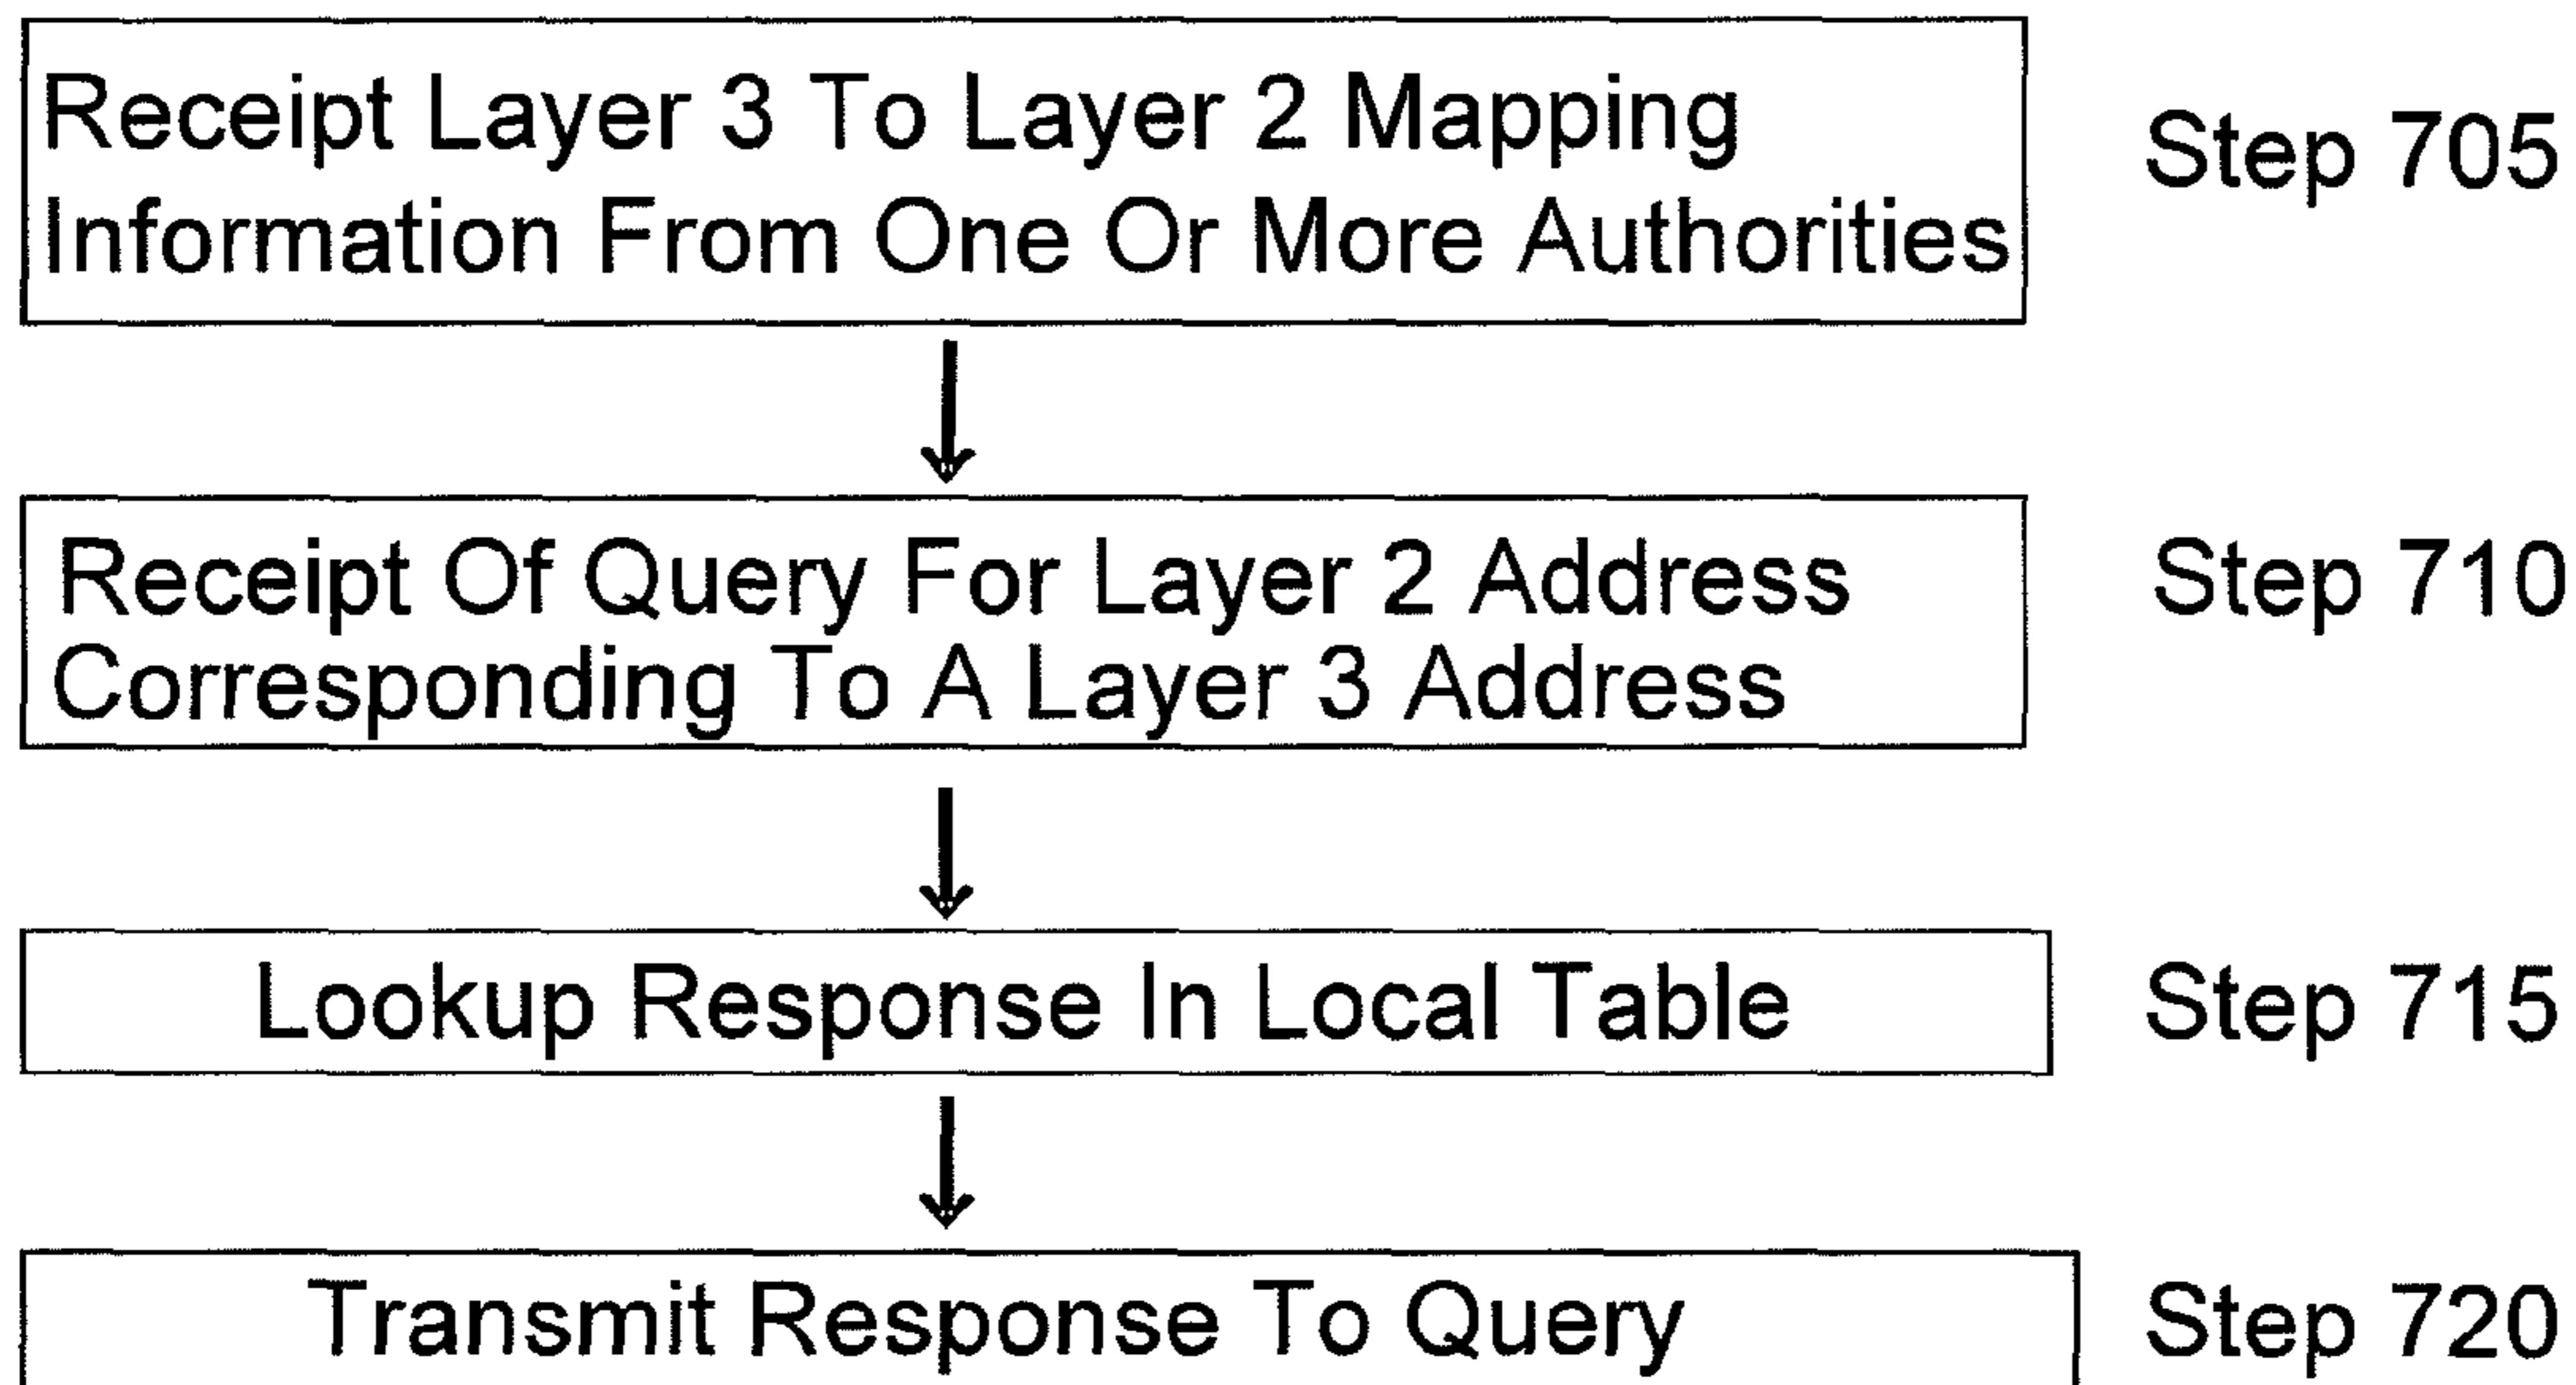 Receipt Layer 3 To Layer 2 Mapping
Information From One Or More Authorities
Step 705
Receipt Of Query For Layer 2 Address
Corresponding To A Layer 3 Address
Step 710
Lookup Response In Local Table
Step 715
Transmit Response To Query
Step 720